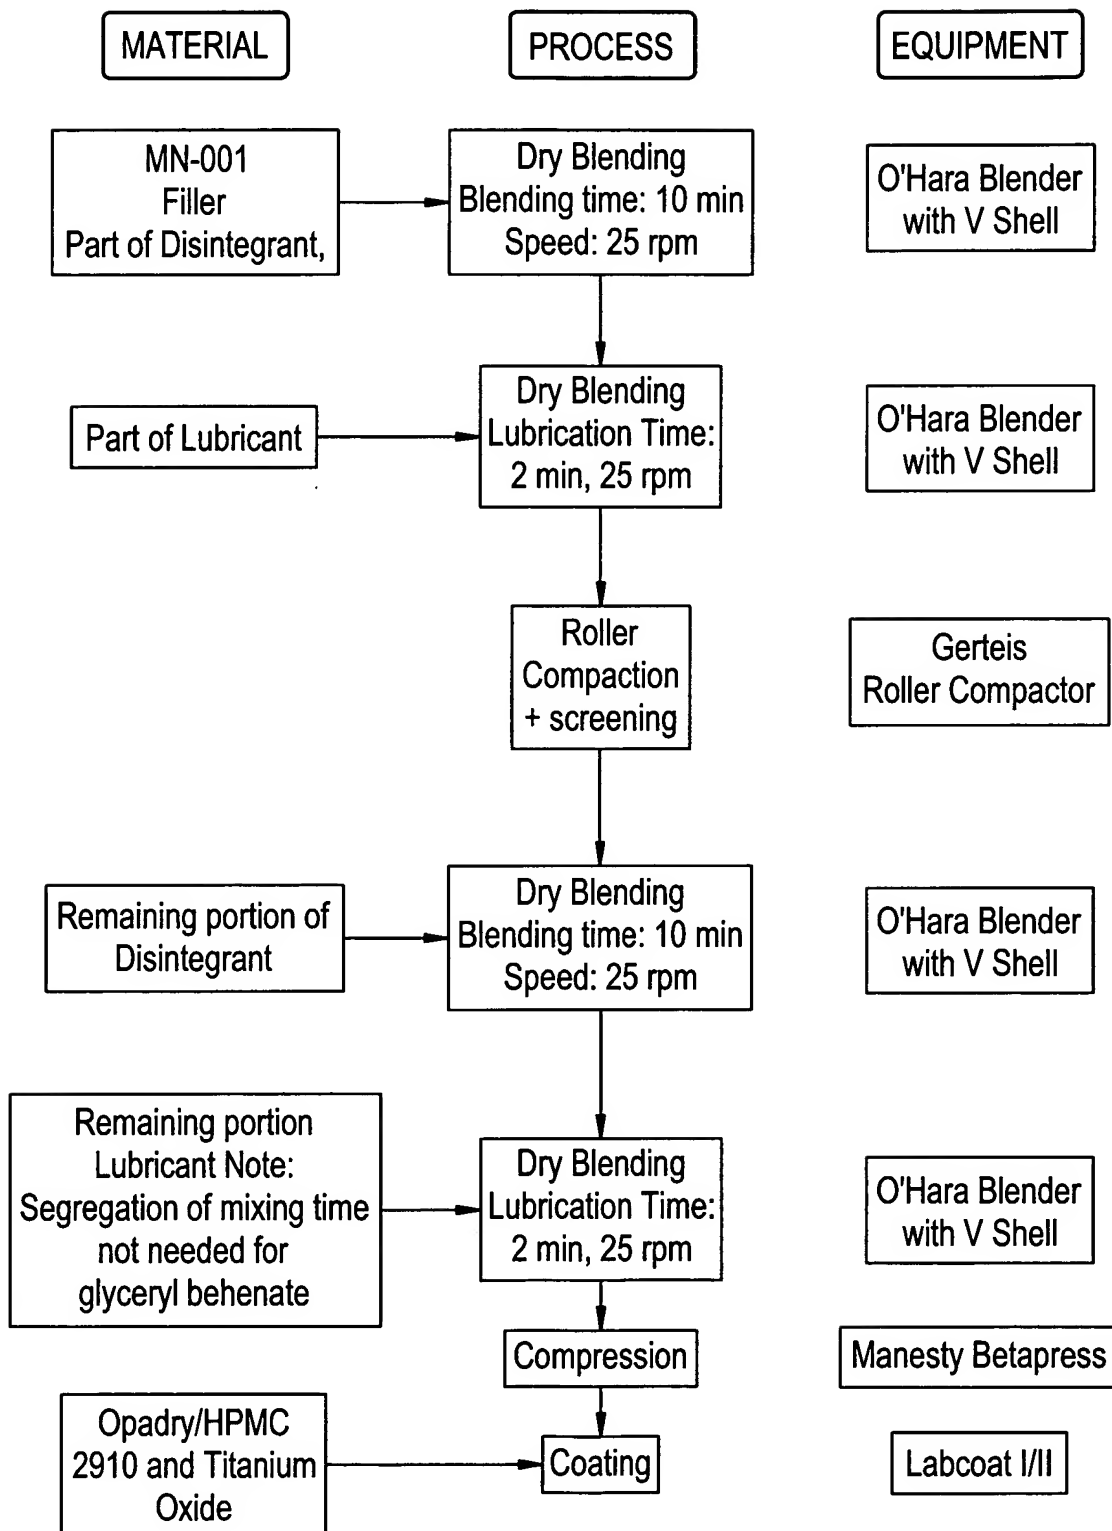 MATERIAL
PROCESS
EQUIPMENT
MN-001
Filler
Part of Disintegrant,
Dry Blending
Blending time: 10 min
Speed: 25 rpm
O'Hara Blender
with V Shell
Part of Lubricant
Dry Blending
Lubrication Time:
2 min, 25 rpm
O'Hara Blender
with V Shell
Roller
Compaction
+ screening
Gerteis
Roller Compactor
Remaining portion of
Disintegrant
Dry Blending
Blending time: 10 min
Speed: 25 rpm
O'Hara Blender
with V Shell
Remaining portion
Lubricant Note:
Segregation of mixing time
not needed for
glyceryl behenate
Dry Blending
Lubrication Time:
2 min, 25 rpm
O'Hara Blender
with V Shell
Compression
Manesty Betapress
Opadry/HPMC
2910 and Titanium
Oxide
Coating
Labcoat I/II